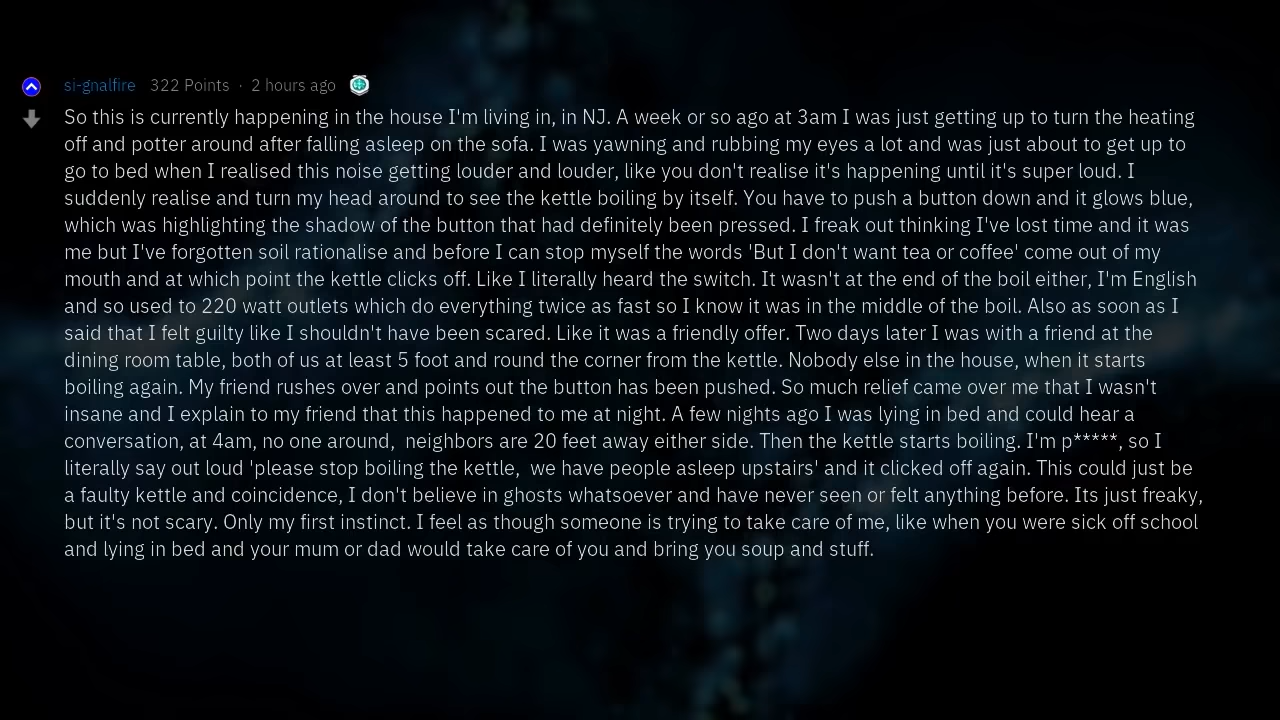 si-gnalfire 322 Points · 2 hours ago
So this is currently happening in the house I'm living in, in NJ. A week or so ago at 3am I was just getting up to turn the heating
off and potter around after falling asleep on the sofa. I was yawning and rubbing my eyes a lot and was just about to get up to
go to bed when I realised this noise getting louder and louder, like you don't realise it's happening until it's super loud. I
suddenly realise and turn my head around to see the kettle boiling by itself. You have to push a button down and it glows blue,
which was highlighting the shadow of the button that had definitely been pressed. I freak out thinking I've lost time and it was
me but I've forgotten soil rationalise and before I can stop myself the words 'But I don't want tea or coffee' come out of my
mouth and at which point the kettle clicks off. Like I literally heard the switch. It wasn't at the end of the boil either, I'm English
and so used to 220 watt outlets which do everything twice as fast so I know it was in the middle of the boil. Also as soon as I
said that I felt guilty like I shouldn't have been scared. Like it was a friendly offer. Two days later I was with a friend at the
dining room table, both of us at least 5 foot and round the corner from the kettle. Nobody else in the house, when it starts
boiling again. My friend rushes over and points out the button has been pushed. So much relief came over me that I wasn't
insane and I explain to my friend that this happened to me at night. A few nights ago I was lying in bed and could hear a
conversation, at 4am, no one around,  neighbors are 20 feet away either side. Then the kettle starts boiling. I'm p*****, so I
literally say out loud 'please stop boiling the kettle,  we have people asleep upstairs' and it clicked off again. This could just be
a faulty kettle and coincidence, I don't believe in ghosts whatsoever and have never seen or felt anything before. Its just freaky,
but it's not scary. Only my first instinct. I feel as though someone is trying to take care of me, like when you were sick off school
and lying in bed and your mum or dad would take care of you and bring you soup and stuff.